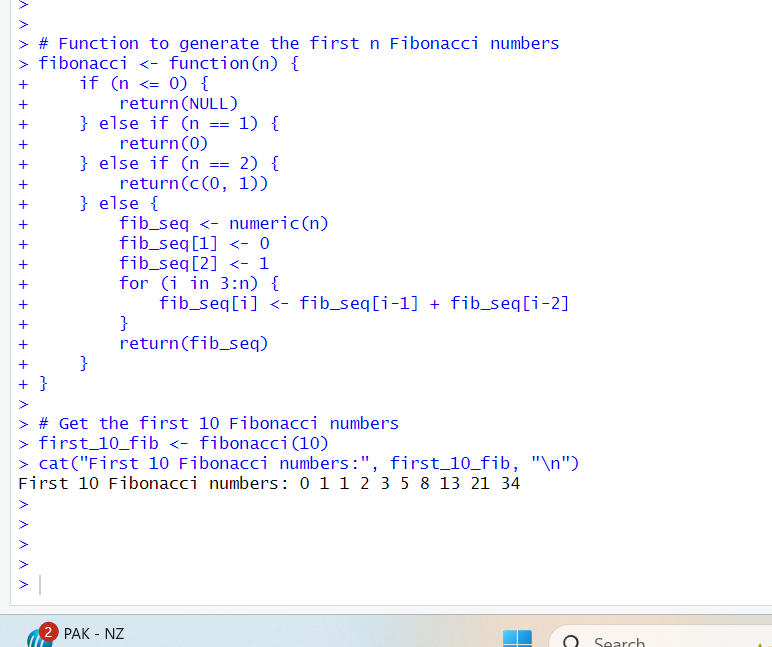 >
>
> # Function to generate the first n Fibonacci numbers
> fibonacci <- function(n) {
+     if (n <= 0) {
+         return(NULL)
+     } else if (n == 1) {
+         return(0)
+     } else if (n == 2) {
+         return(c(0, 1))
+     } else {
+         fib_seq <- numeric(n)
+         fib_seq[1] <- 0
+         fib_seq[2] <- 1
+         for (i in 3:n) {
+             fib_seq[i] <- fib_seq[i-1] + fib_seq[i-2]
+         }
+         return(fib_seq)
+     }
+ }
>
> # Get the first 10 Fibonacci numbers
> first_10_fib <- fibonacci(10)
> cat("First 10 Fibonacci numbers:", first_10_fib, "\n")
First 10 Fibonacci numbers: 0 1 1 2 3 5 8 13 21 34
>
>
>
>
>
2 PAK - NZ
Search